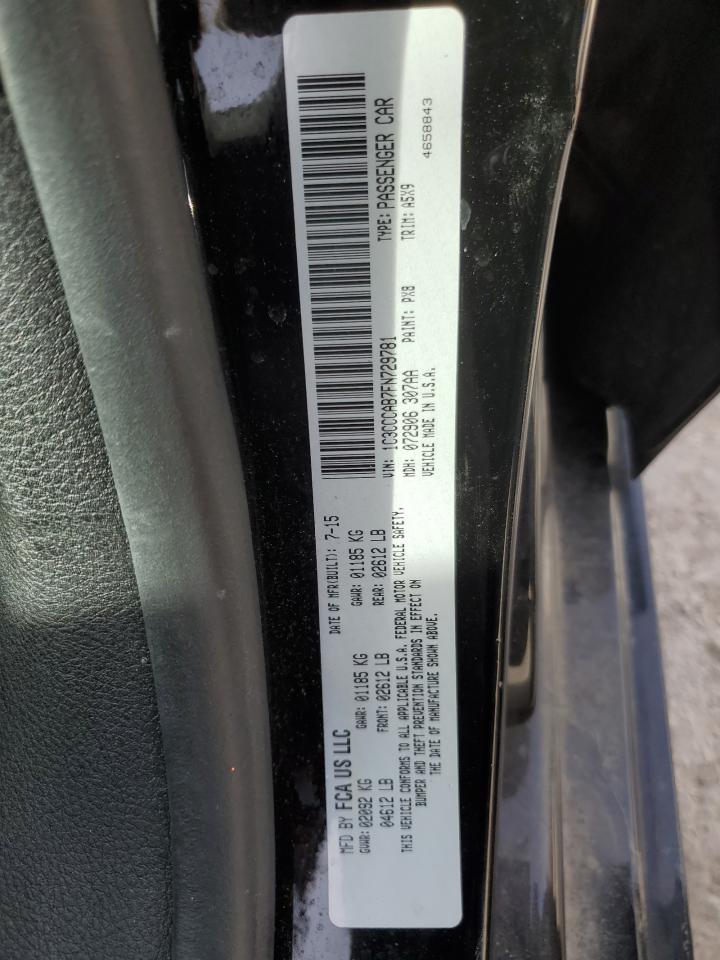 MFD BY FCA US LLC
DATE OF MFR(BUILT): 7-15
GVWR: 02092 KG
GAWR: 01185 KG
GAWR: 01185 KG
04612 LB
FRONT: 02612 LB
REAR: 02612 LB
THIS VEHICLE CONFORMS TO ALL APPLICABLE U.S.A. FEDERAL MOTOR VEHICLE SAFETY,
BUMPER AND THEFT PREVENTION STANDARDS IN EFFECT ON
THE DATE OF MANUFACTURE SHOWN ABOVE.
VIN: 1C3CCCAB7FN729781
TYPE: PASSENGER CAR
MDH: 072906 307AA
PAINT: PX8
TRIM: A5X9
VEHICLE MADE IN U.S.A.
4658843